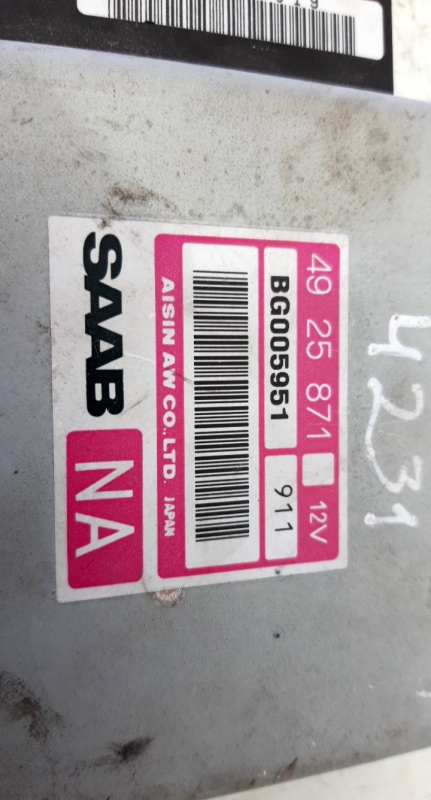 49 25 871 12V
BG005951 911
AISIN AW CO., LTD. JAPAN
SAAB NA
4231